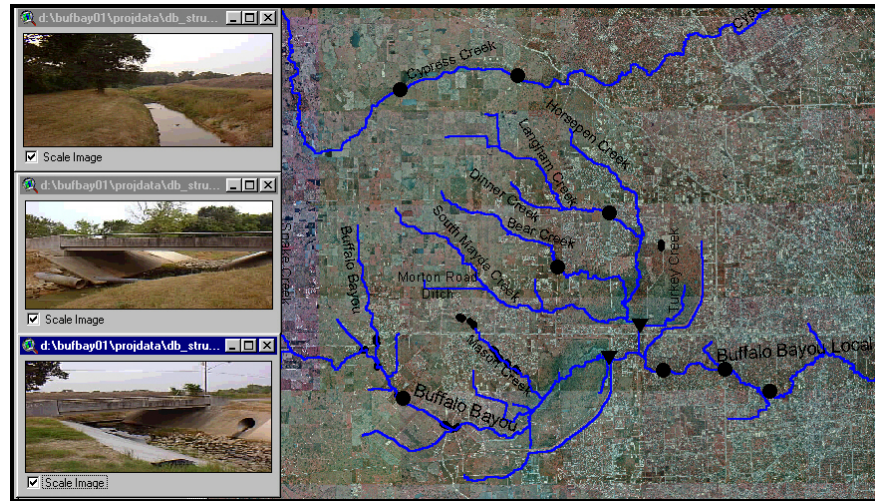 d:\bufbay01\projdata\db_stru...
Scale Image
d:\bufbay01\projdata\db_stru...
Scale Image
d:\bufbay01\projdata\db_stru...
Scale Image
Cypress Creek
Horsepen Creek
Langham Creek
Dinner Creek
Bear Creek
South Mayde Creek
Buffalo Bayou
Snake Creek
Morton Road
Ditch
Turkey Creek
Mason Creek
Buffalo Bayou
Buffalo Bayou Local